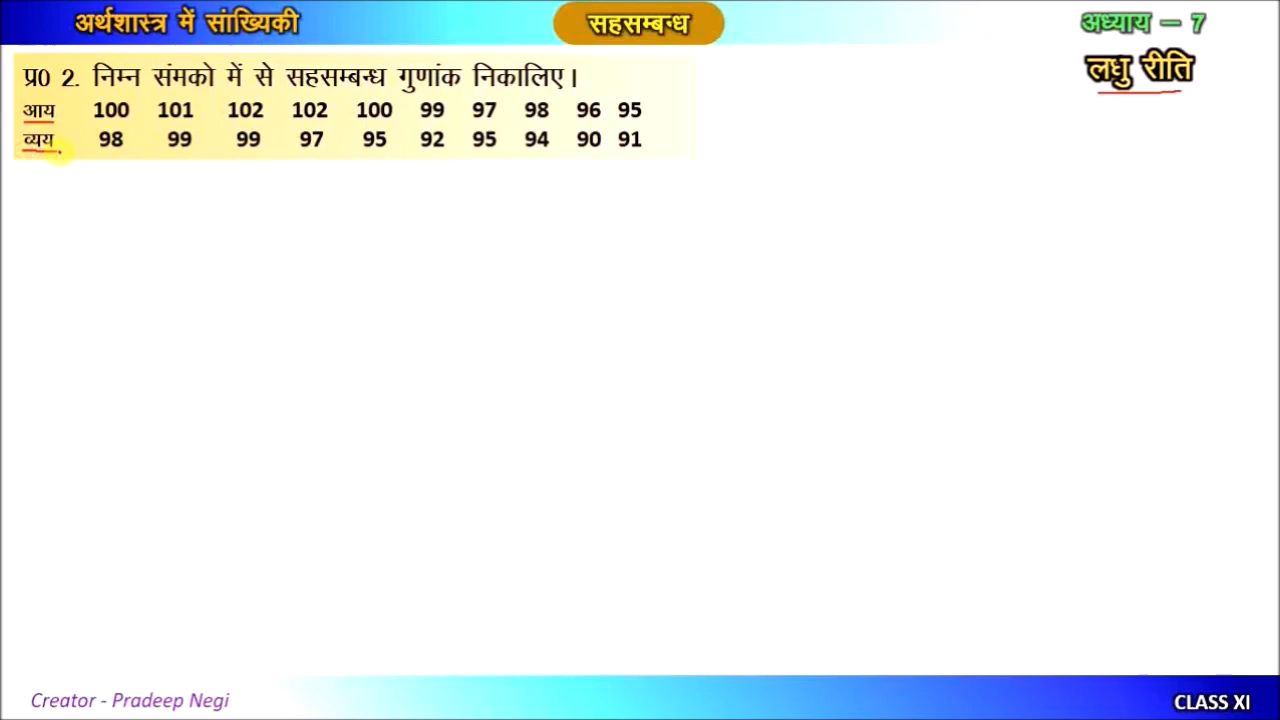 अर्थशास्त्र में सांख्यिकी
सहसम्बन्ध
अध्याय – 7
लधु रीति
प्र0 2. निम्न संमको में से सहसम्बन्ध गुणांक निकालिए।
आय 100 101 102 102 100 99 97 98 96 95
व्यय 98 99 99 97 95 92 95 94 90 91
Creator - Pradeep Negi
CLASS XI